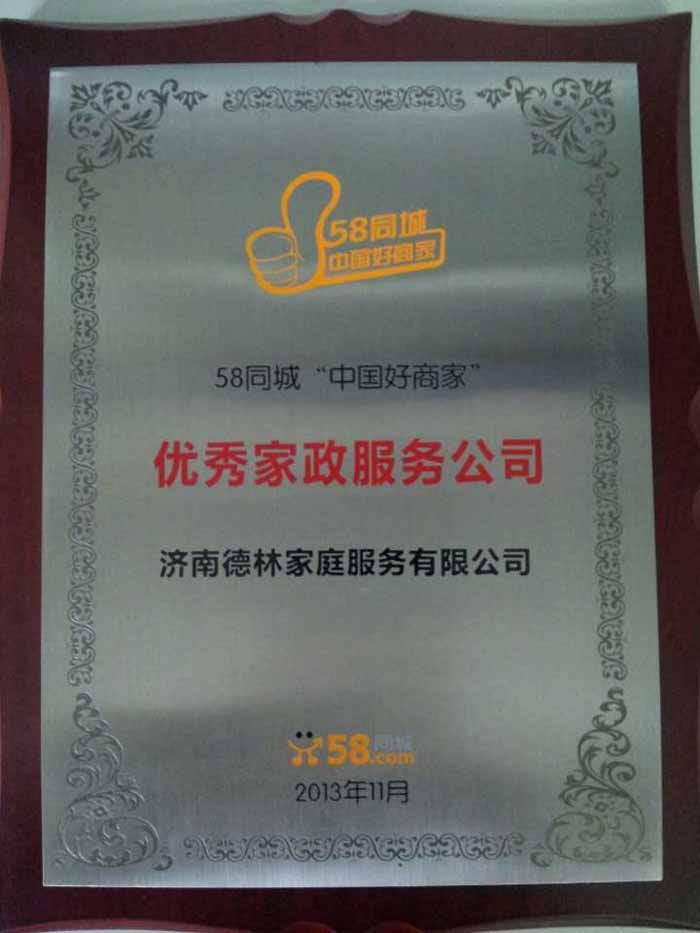 58同城
中国好商家
58同城“中国好商家”
优秀家政服务公司
济南德林家庭服务有限公司
58同城
.com
2013年11月